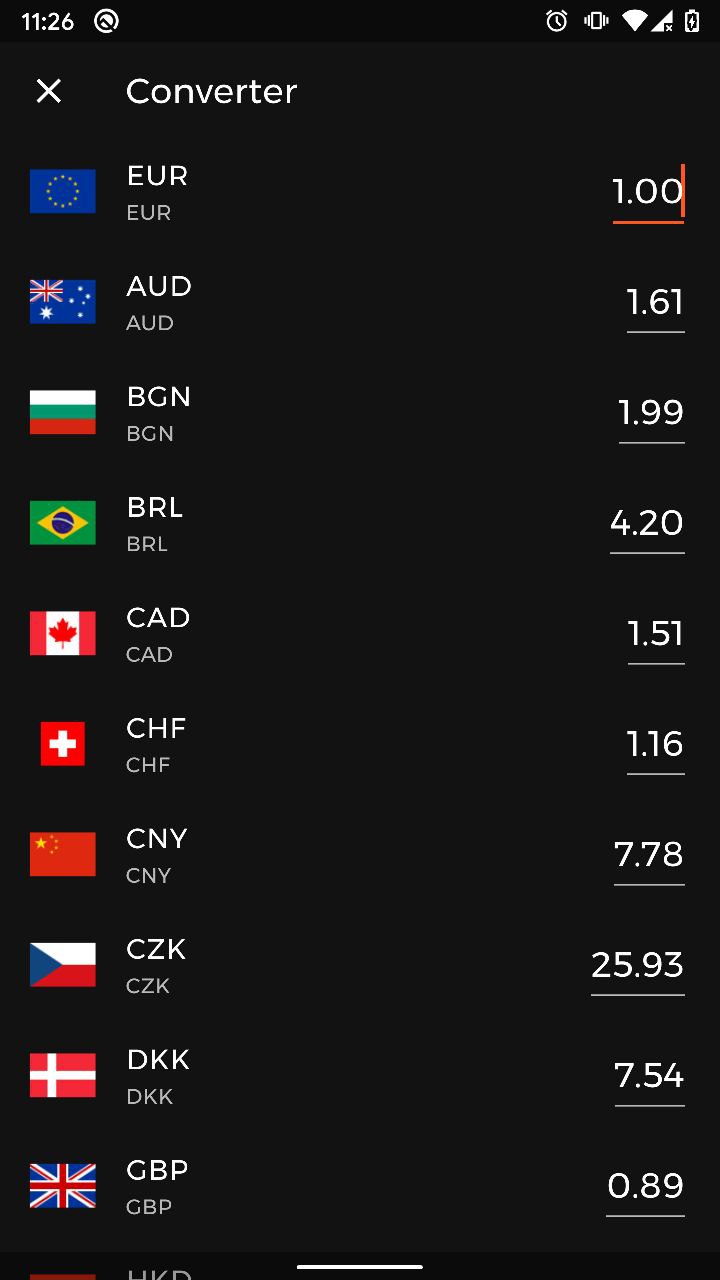 11:26
Converter
EUR
EUR
1.00
AUD
AUD
1.61
BGN
BGN
1.99
BRL
BRL
4.20
CAD
CAD
1.51
CHF
CHF
1.16
CNY
CNY
7.78
CZK
CZK
25.93
DKK
DKK
7.54
GBP
GBP
0.89
HKD